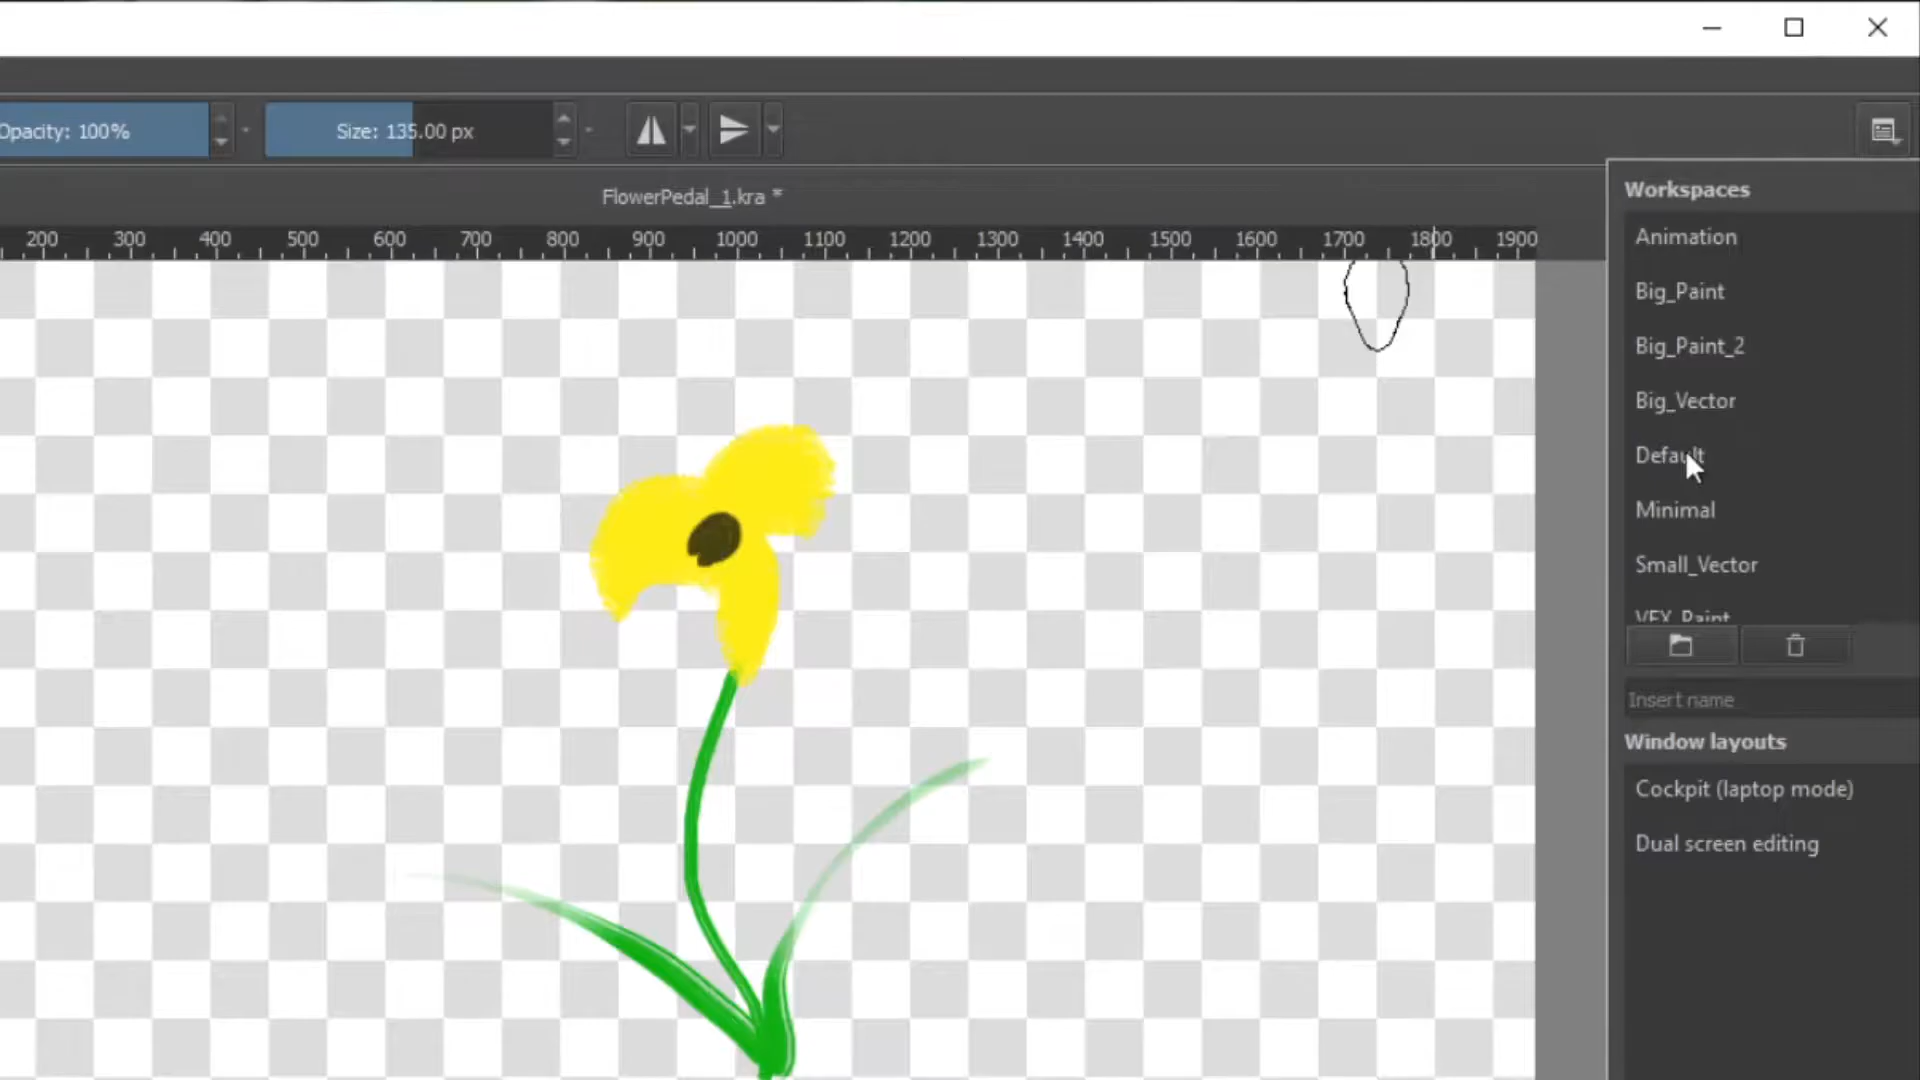 Opacity: 100%
Size: 135.00 px
FlowerPedal_1.kra *
200 300 400 500 600 700 800 900 1000 1100 1200 1300 1400 1500 1600 1700 1800 1900
Workspaces
Animation
Big_Paint
Big_Paint_2
Big_Vector
Default
Minimal
Small_Vector
VFX_Paint
Insert name
Window layouts
Cockpit (laptop mode)
Dual screen editing